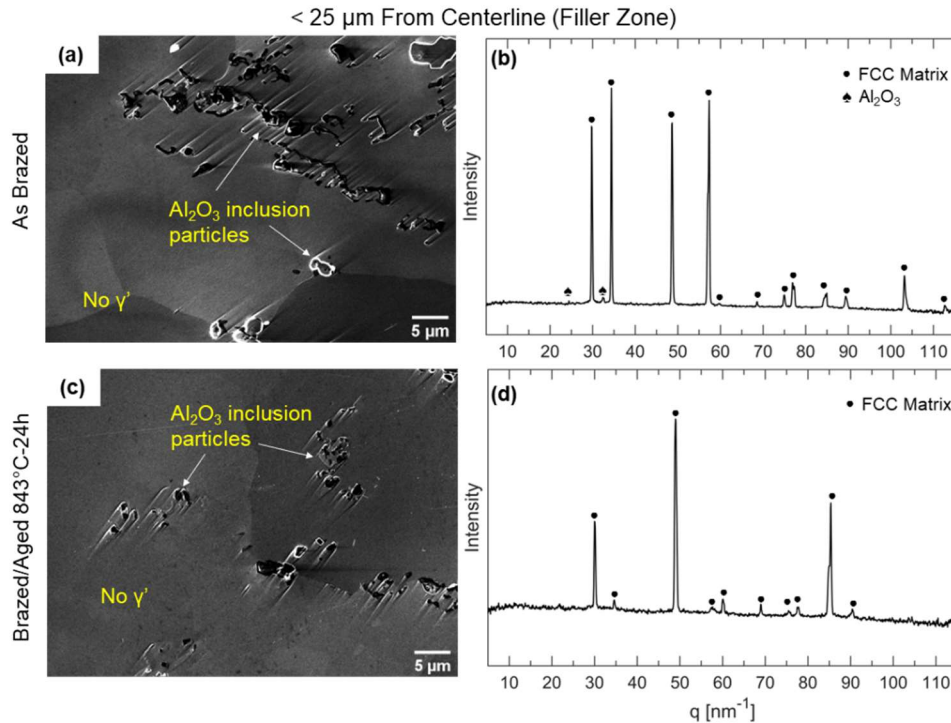 < 25 µm From Centerline (Filler Zone)
As Brazed
(a)
Al₂O₃ inclusion
particles
No γ'
5 µm
(b)
FCC Matrix
Al₂O₃
Intensity
10 20 30 40 50 60 70 80 90 100 110
Brazed/Aged 843°C-24h
(c)
Al₂O₃ inclusion
particles
No γ'
5 µm
(d)
FCC Matrix
Intensity
10 20 30 40 50 60 70 80 90 100 110
q [nm⁻¹]